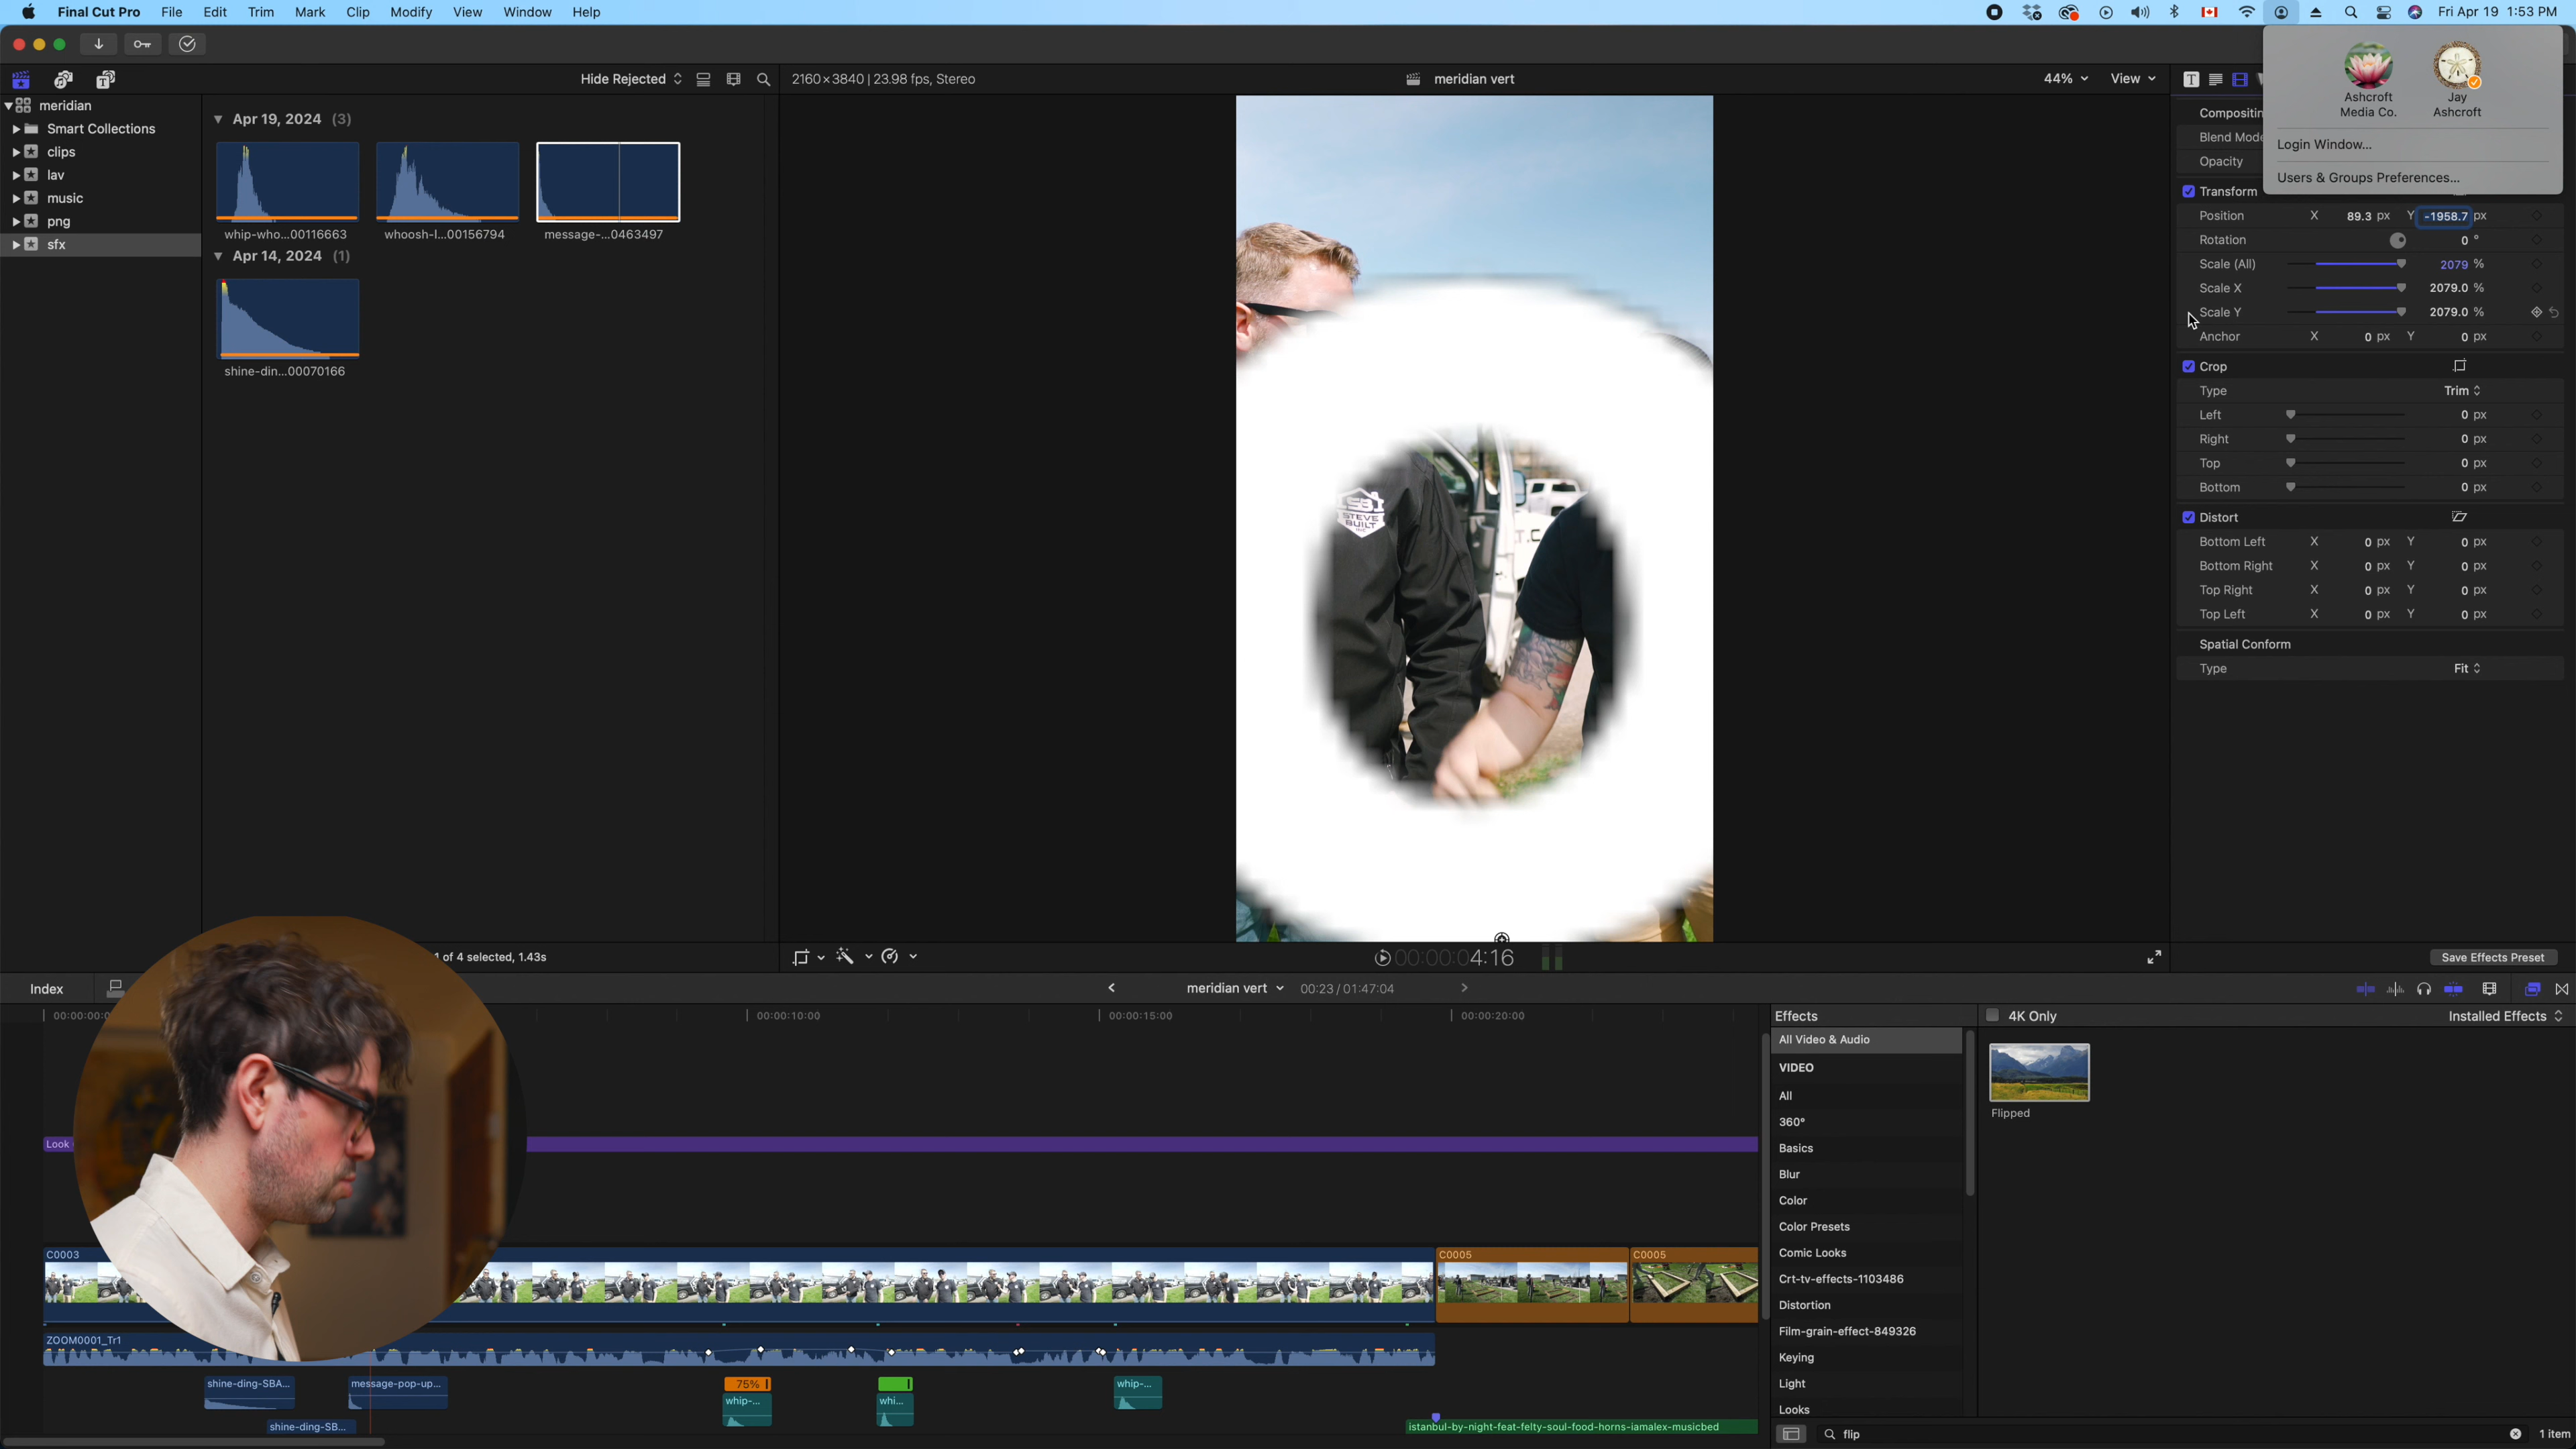 Final Cut Pro File Edit Trim Mark Clip Modify View Window Help Fri Apr 19 1:53 PM
Ashcroft Media Co.
Jay Ashcroft
Login Window...
Users & Groups Preferences...
Hide Rejected 2160×3840 | 23.98 fps, Stereo meridian vert 44% View
meridian
Smart Collections
clips
lav
music
png
sfx
Apr 19, 2024 (3)
whip-who...00116663 whoosh-l...00156794 message-...0463497
Apr 14, 2024 (1)
shine-din...00070166
STEVE
BUILT
INC
T.C
Blend Mode
Opacity
Transform
Position X 89.3 px Y -1958.7 px
Rotation 0 °
Scale (All) 2079 %
Scale X 2079.0 %
Scale Y 2079.0 %
Anchor X 0 px Y 0 px
Crop
Type Trim
Left 0 px
Right 0 px
Top 0 px
Bottom 0 px
Distort
Bottom Left X 0 px Y 0 px
Bottom Right X 0 px Y 0 px
Top Right X 0 px Y 0 px
Top Left X 0 px Y 0 px
Spatial Conform
Type Fit
1 of 4 selected, 1.43s 00:00:00:04:16 Save Effects Preset
Index meridian vert 00:23 / 01:47:04
00:00:00:0 00:00:10:00 00:00:15:00 00:00:20:00
Look
C0003 C0005 C0005
ZOOM0001_Tr1
shine-ding-SBA... message-pop-up... 75% whip-... whi... whip-...
shine-ding-SB... istanbul-by-night-feat-felty-soul-food-horns-iamalex-musicbed
Effects 4K Only Installed Effects
All Video & Audio
VIDEO
All
360°
Basics
Blur
Color
Color Presets
Comic Looks
Crt-tv-effects-1103486
Distortion
Film-grain-effect-849326
Keying
Light
Looks
Flipped
flip 1 item